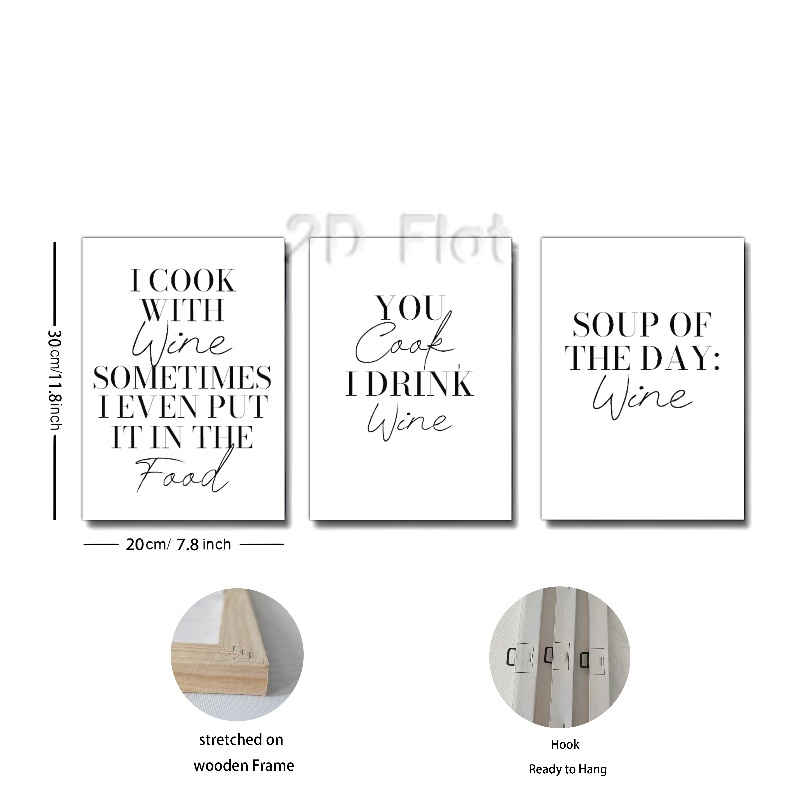 2D Flat
I COOK
WITH
Wine
SOMETIMES
I EVEN PUT
IT IN THE
Food
YOU
Cook,
I DRINK
Wine
SOUP OF
THE DAY:
Wine
30cm/11.8inch
20cm/ 7.8 inch
stretched on
wooden Frame
Hook
Ready to Hang